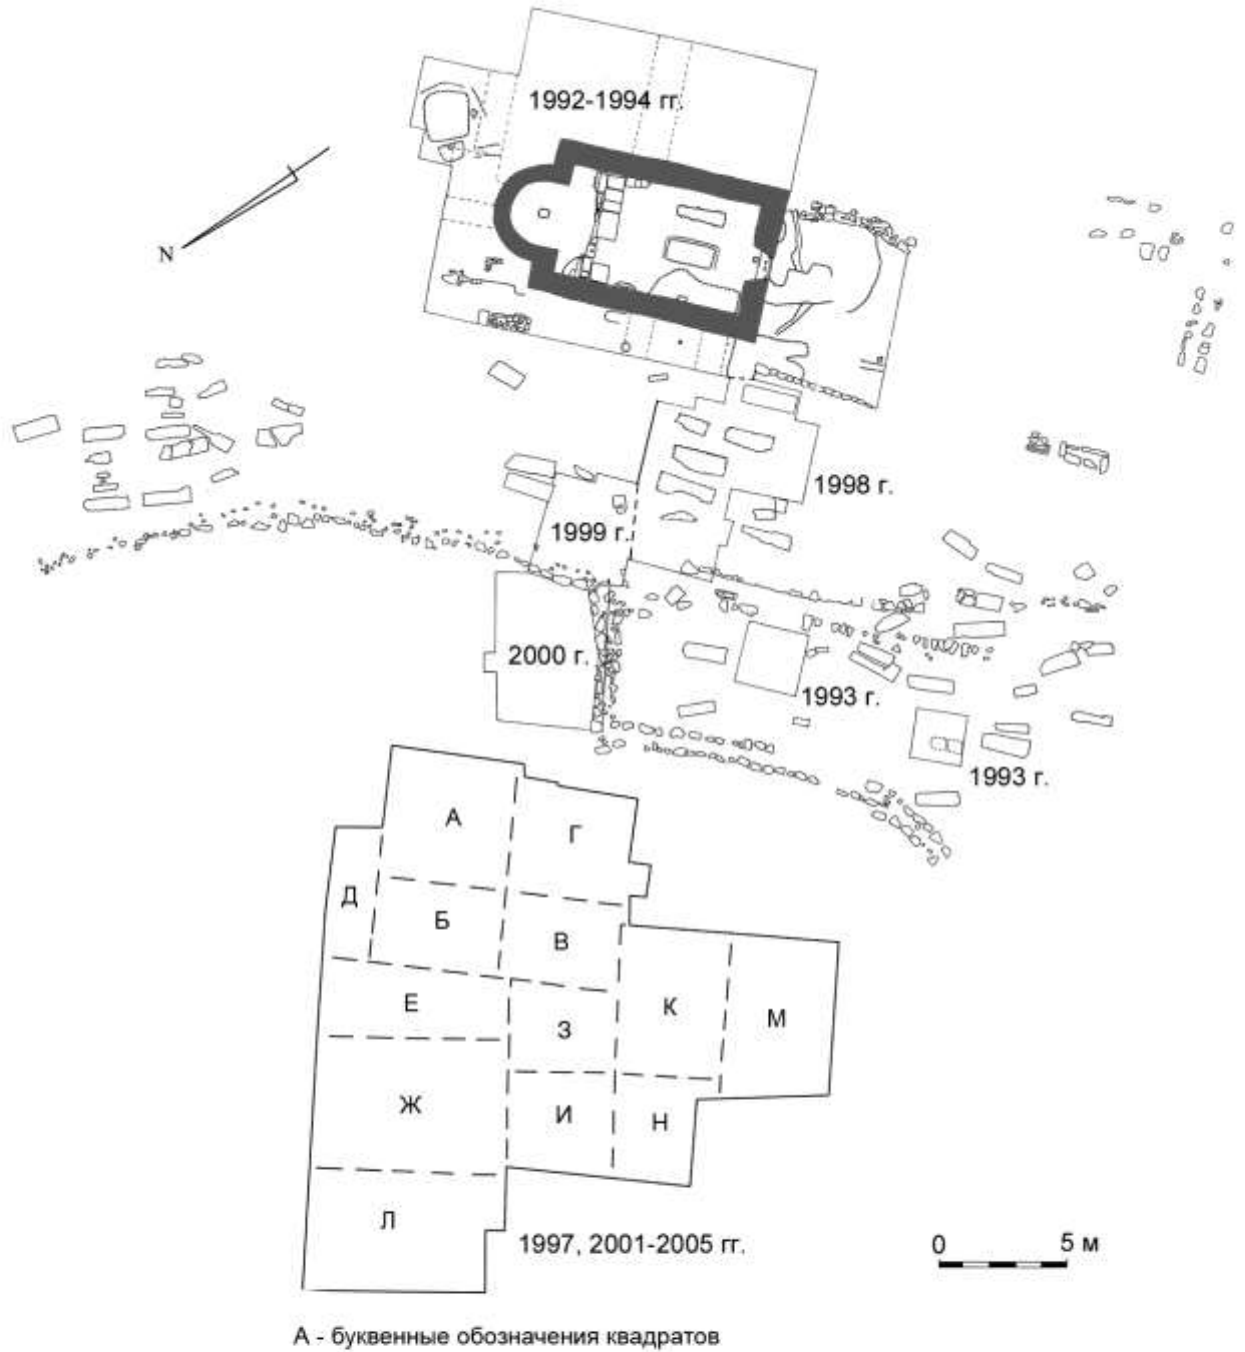 1992-1994 гг.
N
1998 г.
1999 г.
2000 г.
1993 г.
1993 г.
А
Г
Д
Б
В
Е
З
К
М
Ж
И
Н
Л
1997, 2001-2005 гг.
0 5 м
А - буквенные обозначения квадратов